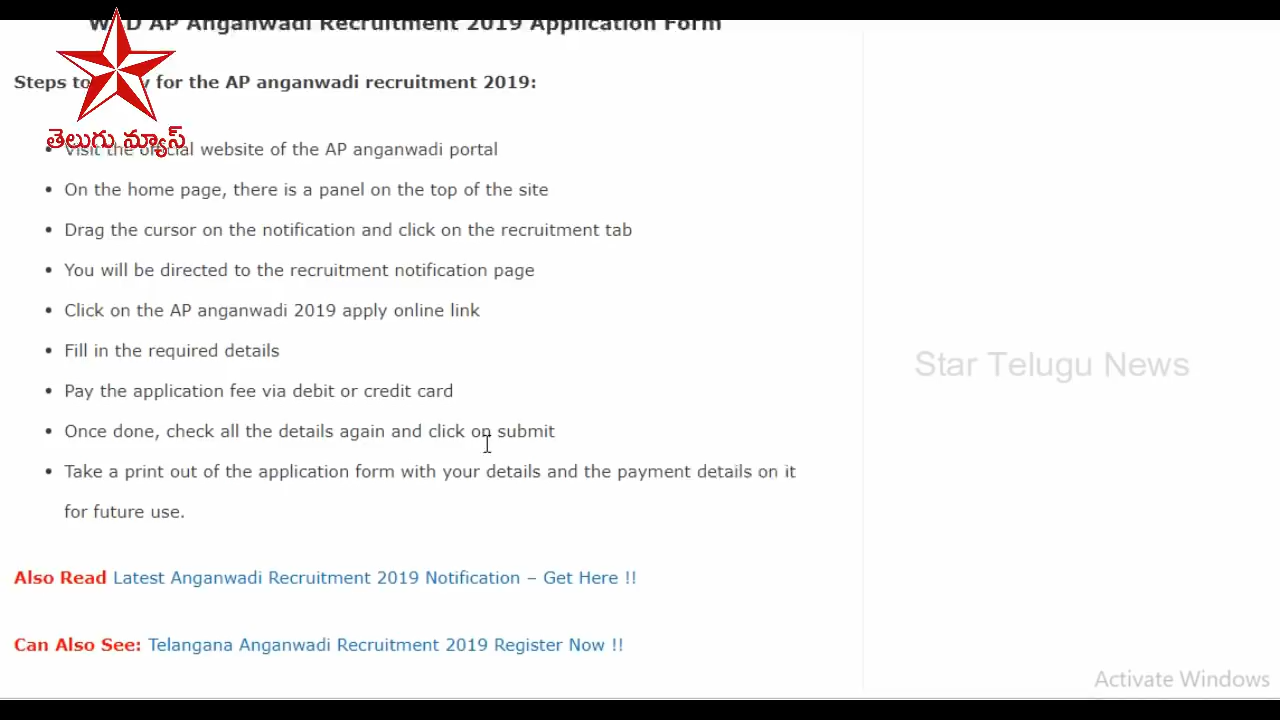 AP Anganwadi Recruitment 2019 Application Form
Steps to for the AP anganwadi recruitment 2019:
తెలుగు న్యూస్
• Visit the official website of the AP anganwadi portal
• On the home page, there is a panel on the top of the site
• Drag the cursor on the notification and click on the recruitment tab
• You will be directed to the recruitment notification page
• Click on the AP anganwadi 2019 apply online link
• Fill in the required details
Star Telugu News
• Pay the application fee via debit or credit card
• Once done, check all the details again and click on submit
• Take a print out of the application form with your details and the payment details on it
for future use.
Also Read Latest Anganwadi Recruitment 2019 Notification – Get Here !!
Can Also See: Telangana Anganwadi Recruitment 2019 Register Now !!
Activate Windows